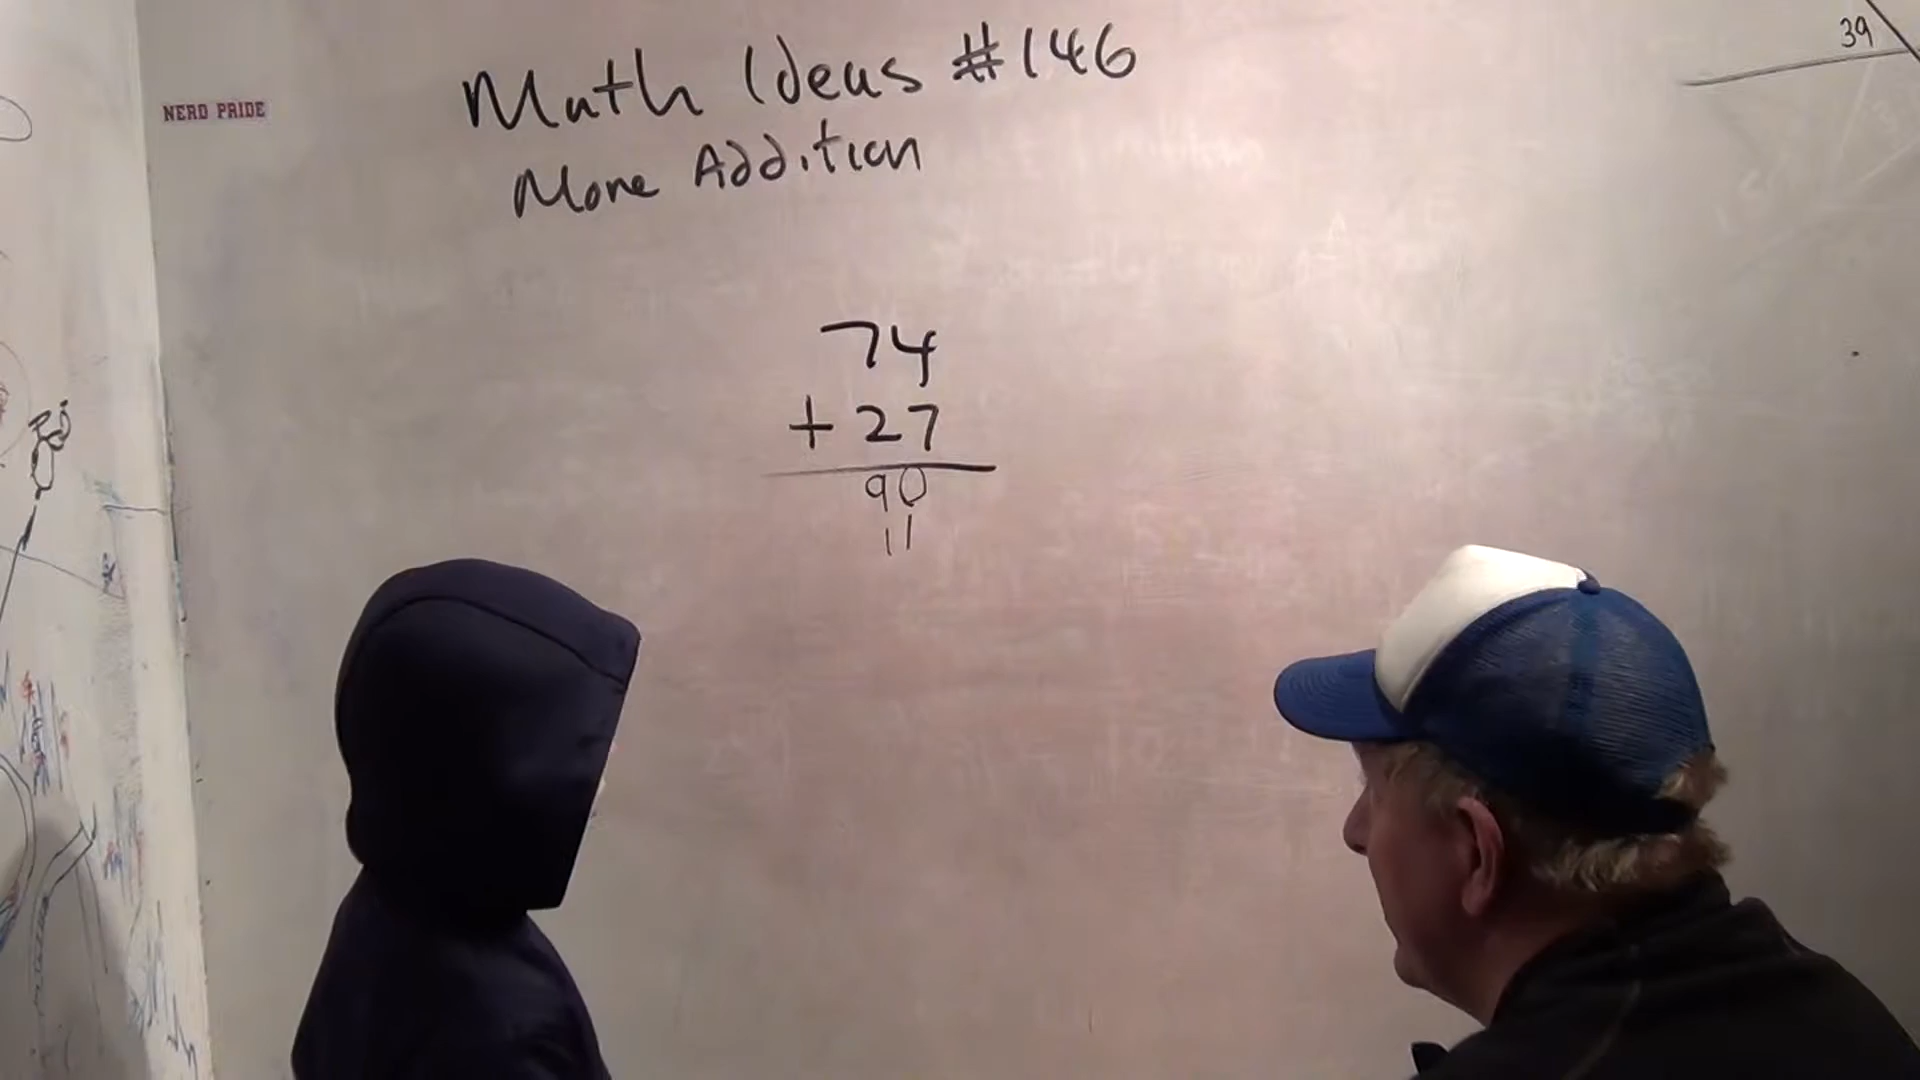 Math Ideas #146
39
NERD PRIDE
More Addition
74
+ 27
90
11